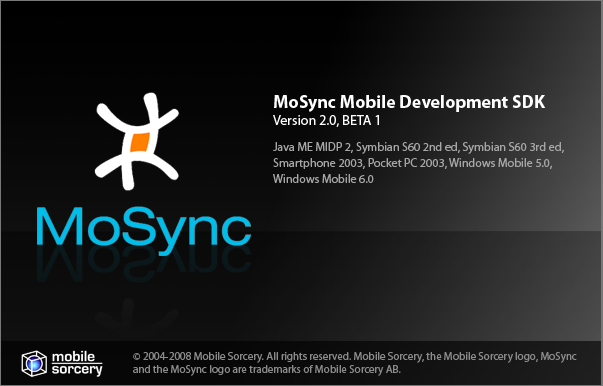 MoSync Mobile Development SDK
Version 2.0, BETA 1
Java ME MIDP 2, Symbian S60 2nd ed, Symbian S60 3rd ed,
Smartphone 2003, Pocket PC 2003, Windows Mobile 5.0,
Windows Mobile 6.0
MoSync
mobile
sorcery
© 2004-2008 Mobile Sorcery. All rights reserved. Mobile Sorcery, the Mobile Sorcery logo, MoSync
and the MoSync logo are trademarks of Mobile Sorcery AB.